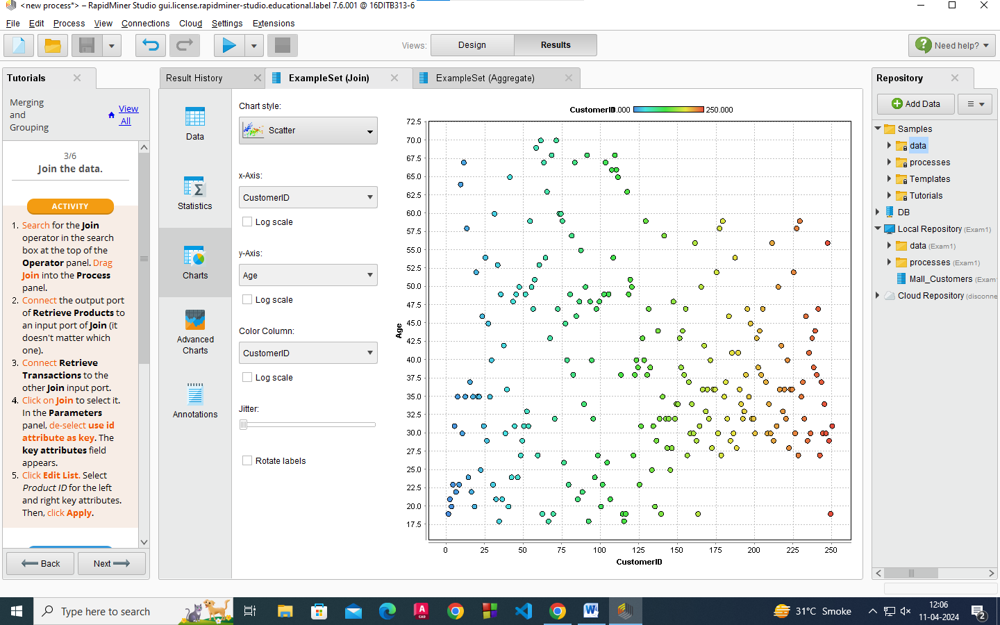 <new process*> – RapidMiner Studio gui.license.rapidminer-studio.educational.label 7.6.001 @ 16DITB313-6
File Edit Process View Connections Cloud Settings Extensions
Views: Design Results
Need help?
Tutorials
Merging and Grouping
View All
3/6
Join the data.
ACTIVITY
1. Search for the Join
operator in the search
box at the top of the
Operator panel. Drag
Join into the Process
panel.
2. Connect the output port
of Retrieve Products to
an input port of Join (it
doesn't matter which
one).
3. Connect Retrieve
Transactions to the
other Join input port.
4. Click on Join to select it.
In the Parameters
panel, de-select use id
attribute as key. The
key attributes field
appears.
5. Click Edit List. Select
Product ID for the left
and right key attributes.
Then, click Apply.
Back Next
Result History
ExampleSet (Join)
ExampleSet (Aggregate)
Data
Statistics
Charts
Advanced
Charts
Annotations
Chart style:
Scatter
x-Axis:
CustomerID
Log scale
y-Axis:
Age
Log scale
Color Column:
CustomerID
Log scale
Jitter:
Rotate labels
CustomerID .000 250.000
72.5
70.0
67.5
65.0
62.5
60.0
57.5
55.0
52.5
50.0
47.5
45.0
42.5
40.0
37.5
35.0
32.5
30.0
27.5
25.0
22.5
20.0
17.5
Age
0 25 50 75 100 125 150 175 200 225 250
CustomerID
Repository
Add Data
Samples
data
processes
Templates
Tutorials
DB
Local Repository (Exam1)
data (Exam1)
processes (Exam1)
Mall_Customers (Exam
Cloud Repository (disconne
Type here to search
31°C Smoke
12:06
11-04-2024
2